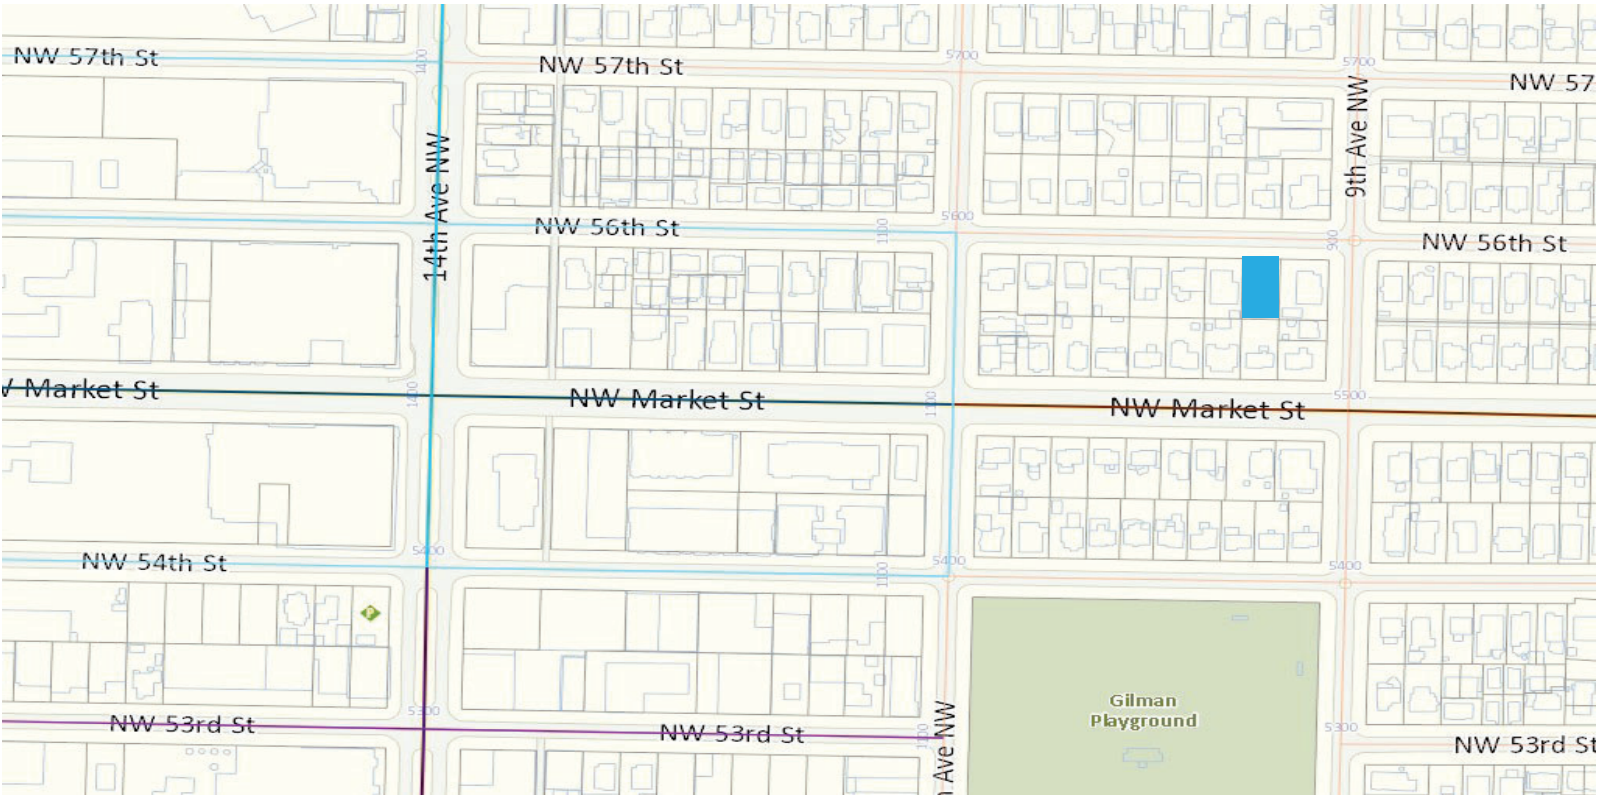 NW 57th St
1400
NW 57th St
5700
5700
NW 57
9th Ave NW
14th Ave NW
NW 56th St
1100
5600
900
NW 56th St
Market St
1400
NW Market St
1100
NW Market St
5500
NW 54th St
5400
1100
5400
5400
P
Gilman
Playground
NW 53rd St
5300
NW 53rd St
1100
Ave NW
5300
NW 53rd St